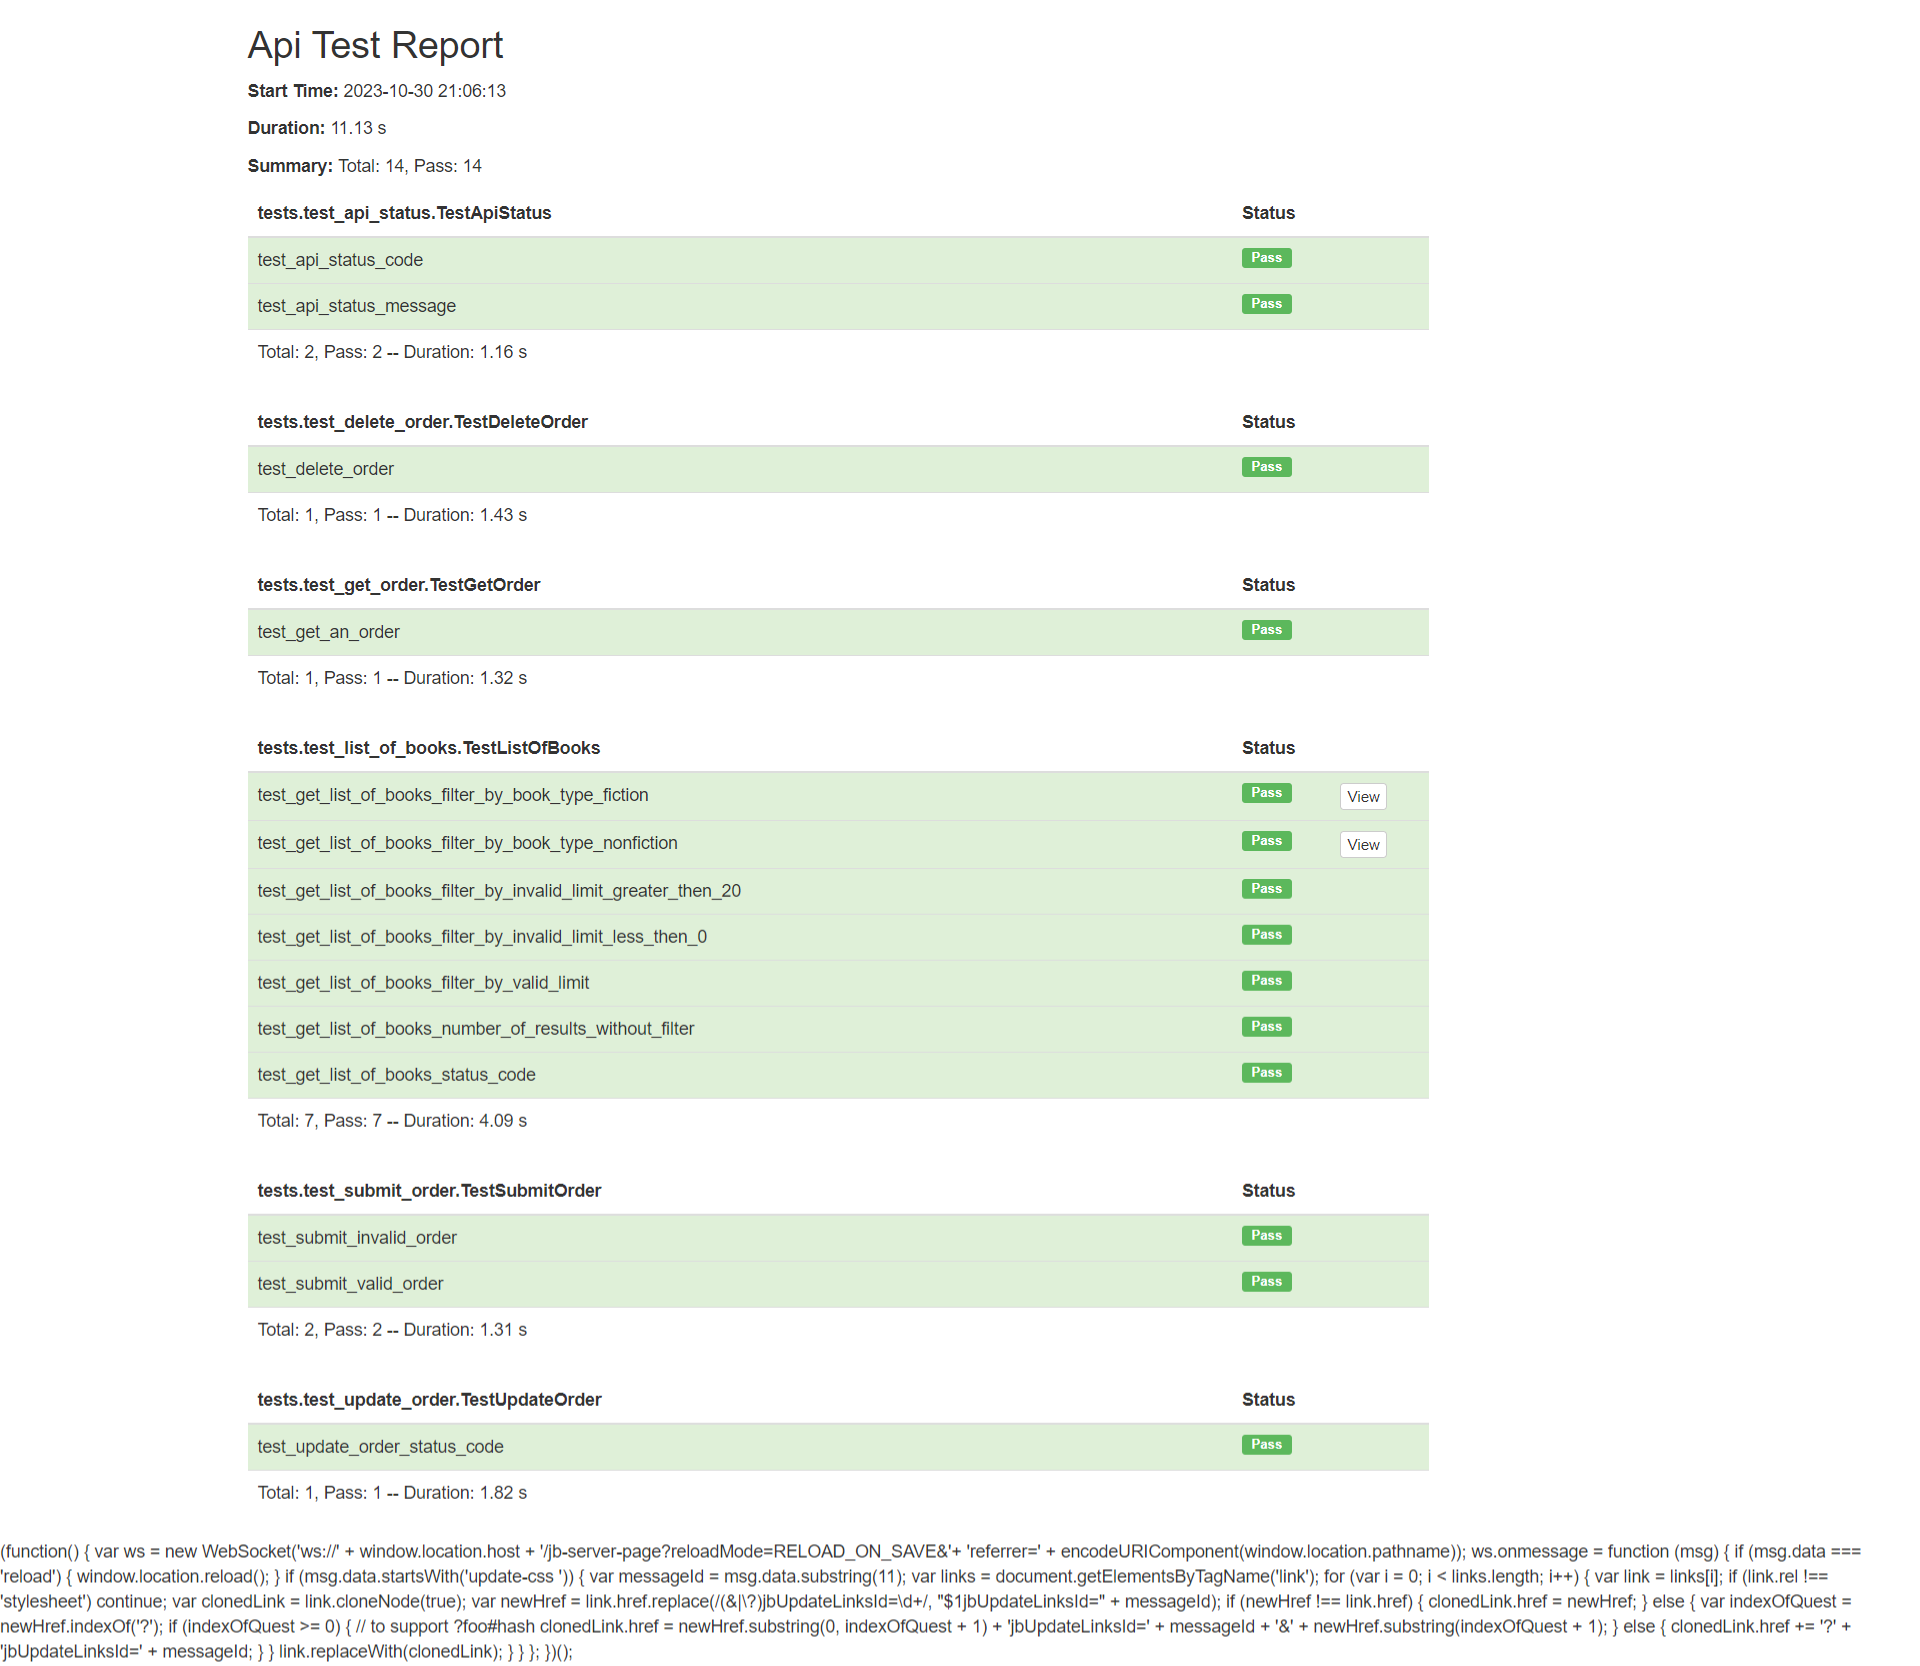 Api Test Report
Start Time: 2023-10-30 21:06:13
Duration: 11.13 s
Summary: Total: 14, Pass: 14
tests.test_api_status.TestApiStatus Status
test_api_status_code Pass
test_api_status_message Pass
Total: 2, Pass: 2 -- Duration: 1.16 s
tests.test_delete_order.TestDeleteOrder Status
test_delete_order Pass
Total: 1, Pass: 1 -- Duration: 1.43 s
tests.test_get_order.TestGetOrder Status
test_get_an_order Pass
Total: 1, Pass: 1 -- Duration: 1.32 s
tests.test_list_of_books.TestListOfBooks Status
test_get_list_of_books_filter_by_book_type_fiction Pass View
test_get_list_of_books_filter_by_book_type_nonfiction Pass View
test_get_list_of_books_filter_by_invalid_limit_greater_then_20 Pass
test_get_list_of_books_filter_by_invalid_limit_less_then_0 Pass
test_get_list_of_books_filter_by_valid_limit Pass
test_get_list_of_books_number_of_results_without_filter Pass
test_get_list_of_books_status_code Pass
Total: 7, Pass: 7 -- Duration: 4.09 s
tests.test_submit_order.TestSubmitOrder Status
test_submit_invalid_order Pass
test_submit_valid_order Pass
Total: 2, Pass: 2 -- Duration: 1.31 s
tests.test_update_order.TestUpdateOrder Status
test_update_order_status_code Pass
Total: 1, Pass: 1 -- Duration: 1.82 s
(function() { var ws = new WebSocket('ws://' + window.location.host + '/jb-server-page?reloadMode=RELOAD_ON_SAVE&'+ 'referrer=' + encodeURIComponent(window.location.pathname)); ws.onmessage = function (msg) { if (msg.data ===
'reload') { window.location.reload(); } if (msg.data.startsWith('update-css ')) { var messageId = msg.data.substring(11); var links = document.getElementsByTagName('link'); for (var i = 0; i < links.length; i++) { var link = links[i]; if (link.rel !==
'stylesheet') continue; var clonedLink = link.cloneNode(true); var newHref = link.href.replace(/(&|\?)jbUpdateLinksId=\d+/, "$1jbUpdateLinksId=" + messageId); if (newHref !== link.href) { clonedLink.href = newHref; } else { var indexOfQuest =
newHref.indexOf('?'); if (indexOfQuest >= 0) { // to support ?foo#hash clonedLink.href = newHref.substring(0, indexOfQuest + 1) + 'jbUpdateLinksId=' + messageId + '&' + newHref.substring(indexOfQuest + 1); } else { clonedLink.href += '?' +
'jbUpdateLinksId=' + messageId; } } link.replaceWith(clonedLink); } } }; })();